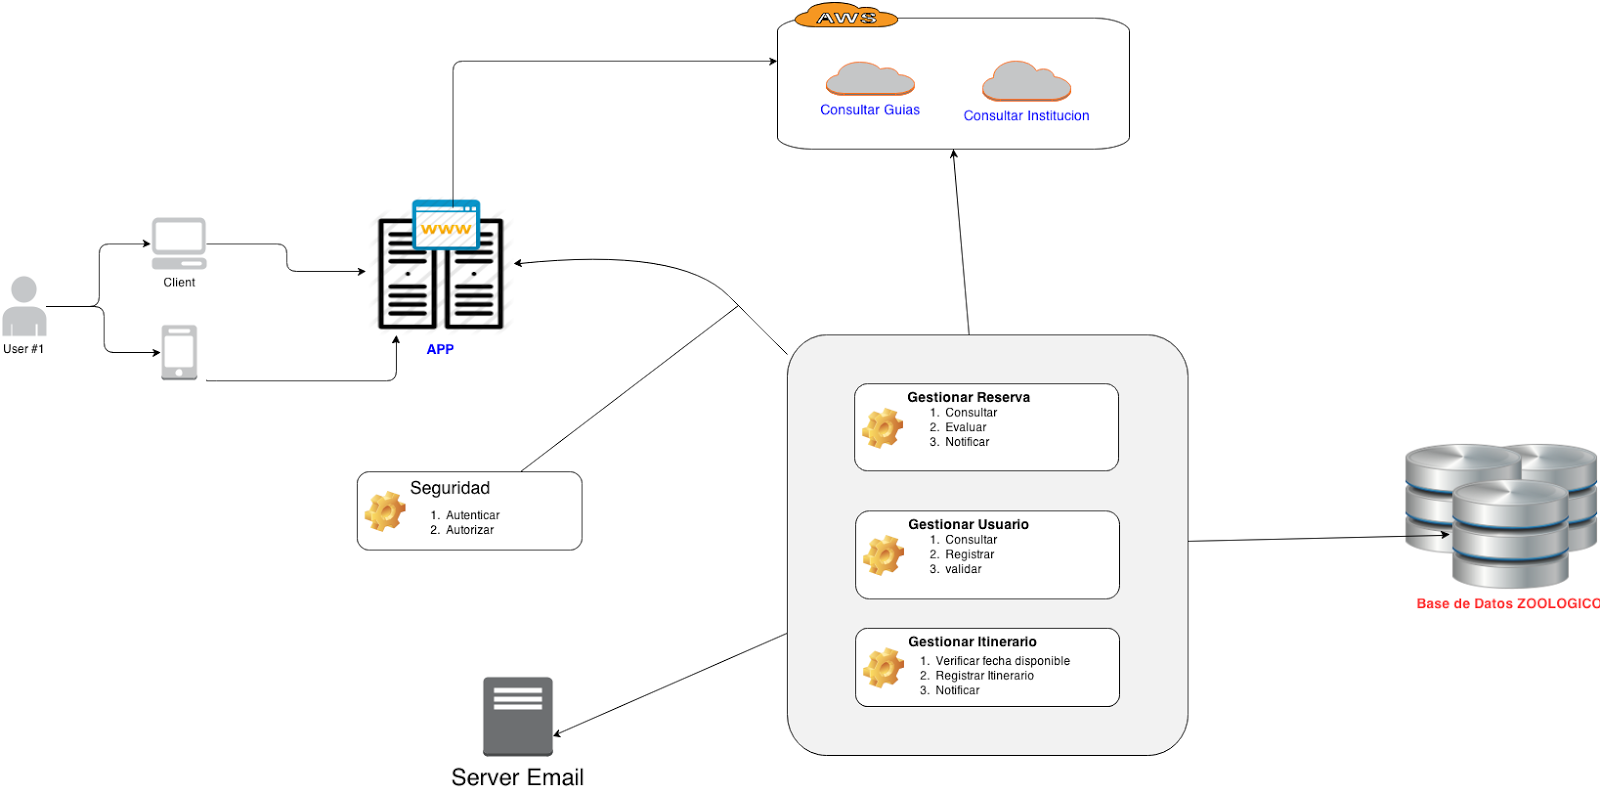 AWS
Consultar Guias
Consultar Institucion
www
Client
User #1
APP
Gestionar Reserva
1. Consultar
2. Evaluar
3. Notificar
Seguridad
1. Autenticar
2. Autorizar
Gestionar Usuario
1. Consultar
2. Registrar
3. validar
Base de Datos ZOOLOGICO
Gestionar Itinerario
1. Verificar fecha disponible
2. Registrar Itinerario
3. Notificar
Server Email